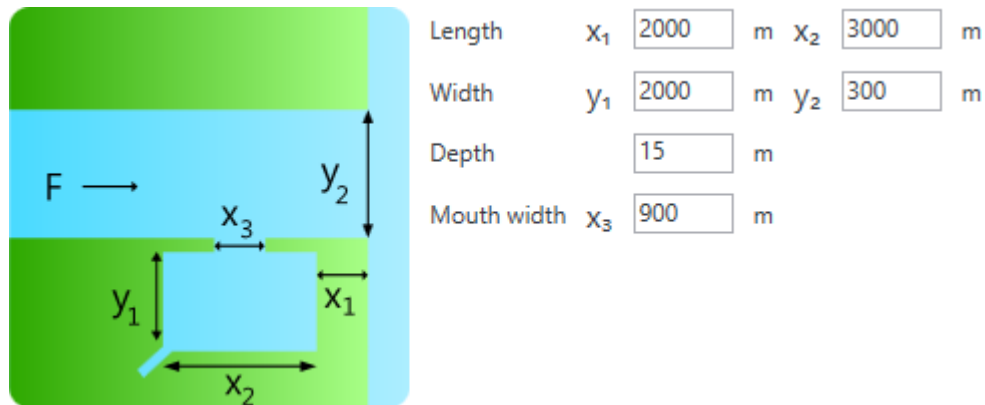 Length x₁ 2000 m x₂ 3000 m
Width y₁ 2000 m y₂ 300 m
Depth 15 m
Mouth width x₃ 900 m
F
y₂
x₃
y₁
x₁
x₂